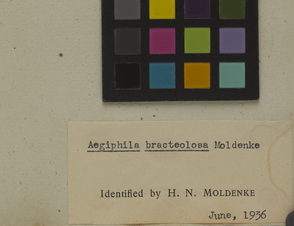 Aegiphila bracteolosa Moldenke
Identified by H. N. MOLDENKE
June, 1936